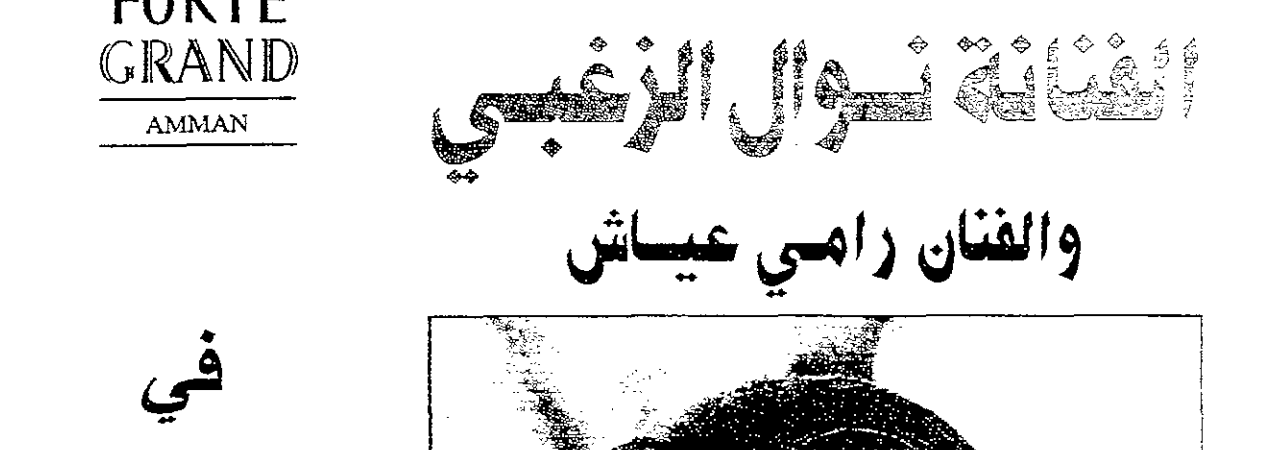 الفنانة نوال الزغبي
والفنان رامي عياش
FORTE
GRAND
AMMAN
في